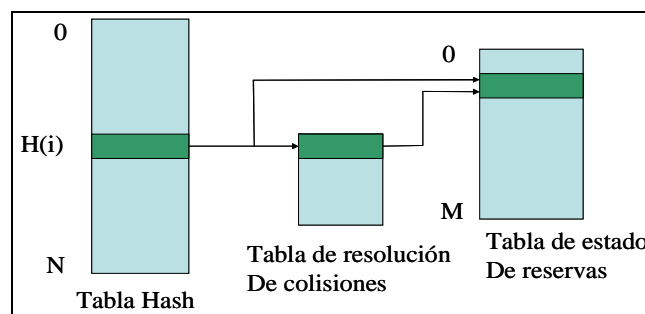 0
H(i)
N
Tabla Hash
Tabla de resolución
De colisiones
0
M
Tabla de estado
De reservas